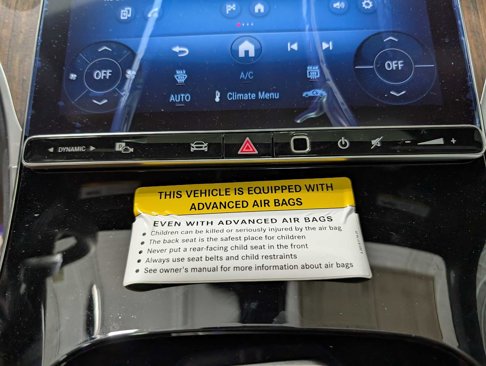 OFF
OFF
A/C
MAX
REAR
AUTO
Climate Menu
DYNAMIC
THIS VEHICLE IS EQUIPPED WITH
ADVANCED AIR BAGS
EVEN WITH ADVANCED AIR BAGS
• Children can be killed or seriously injured by the air bag
• The back seat is the safest place for children
• Never put a rear-facing child seat in the front
• Always use seat belts and child restraints
• See owner's manual for more information about air bags